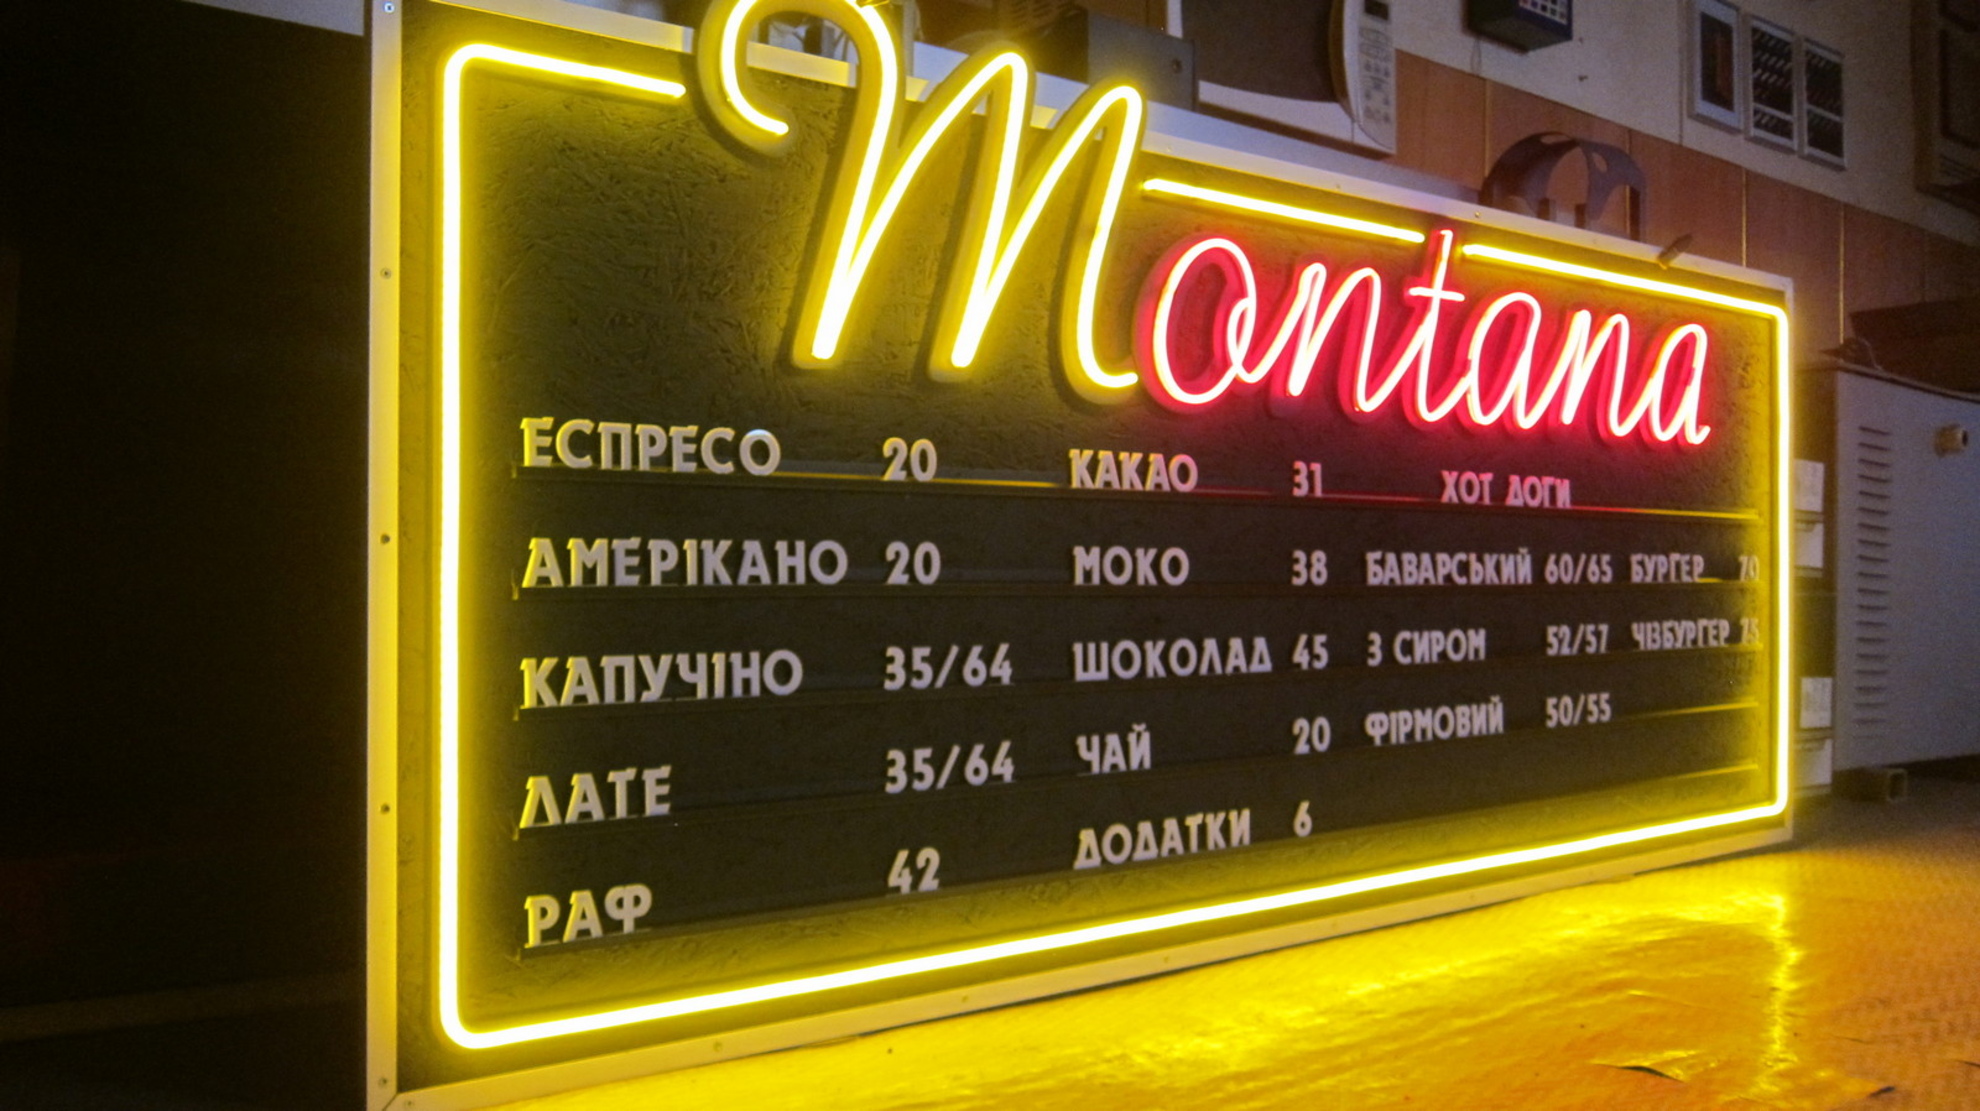 Montana
ЕСПРЕСО 20 КАКАО 31 ХОТ ДОГИ
АМЕРІКАНО 20 МОКО 38 БАВАРСЬКИЙ 60/65 БУРГЕР 70
КАПУЧІНО 35/64 ШОКОЛАД 45 З СИРОМ 52/57 ЧІЗБУРГЕР 75
ЛАТЕ 35/64 ЧАЙ 20 ФІРМОВИЙ 50/55
РАФ 42 ДОДАТКИ 6